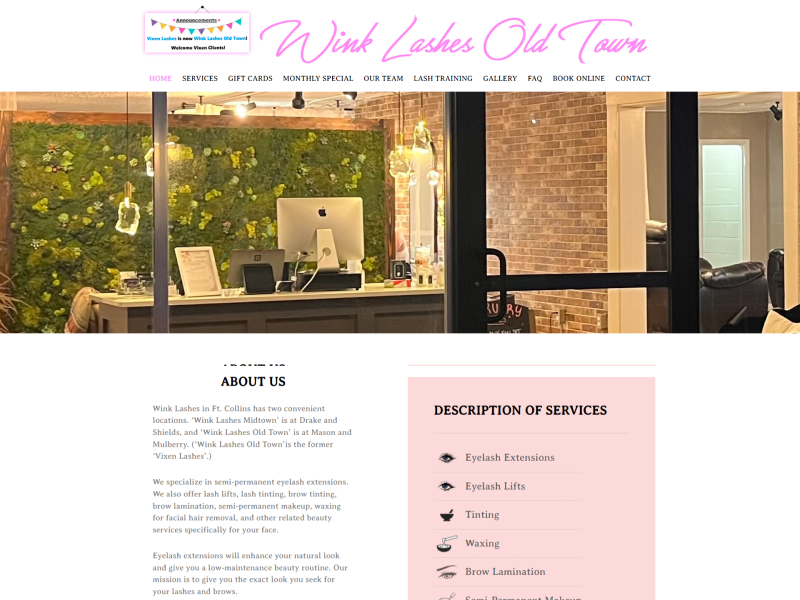 Announcements
Vixen Lashes is now Wink Lashes Old Town!
Welcome Vixen Clients!
Wink Lashes Old Town
HOME SERVICES GIFT CARDS MONTHLY SPECIAL OUR TEAM LASH TRAINING GALLERY FAQ BOOK ONLINE CONTACT
ABOUT US
Wink Lashes in Ft. Collins has two convenient
locations. ‘Wink Lashes Midtown’ is at Drake and
Shields, and ‘Wink Lashes Old Town’ is at Mason and
Mulberry. (‘Wink Lashes Old Town’is the former
‘Vixen Lashes’.)
We specialize in semi-permanent eyelash extensions.
We also offer lash lifts, lash tinting, brow tinting,
brow lamination, semi-permanent makeup, waxing
for facial hair removal, and other related beauty
services specifically for your face.
Eyelash extensions will enhance your natural look
and give you a low-maintenance beauty routine. Our
mission is to give you the exact look you seek for
your lashes and brows.
DESCRIPTION OF SERVICES
Eyelash Extensions
Eyelash Lifts
Tinting
Waxing
Brow Lamination
Semi-Permanent Makeup